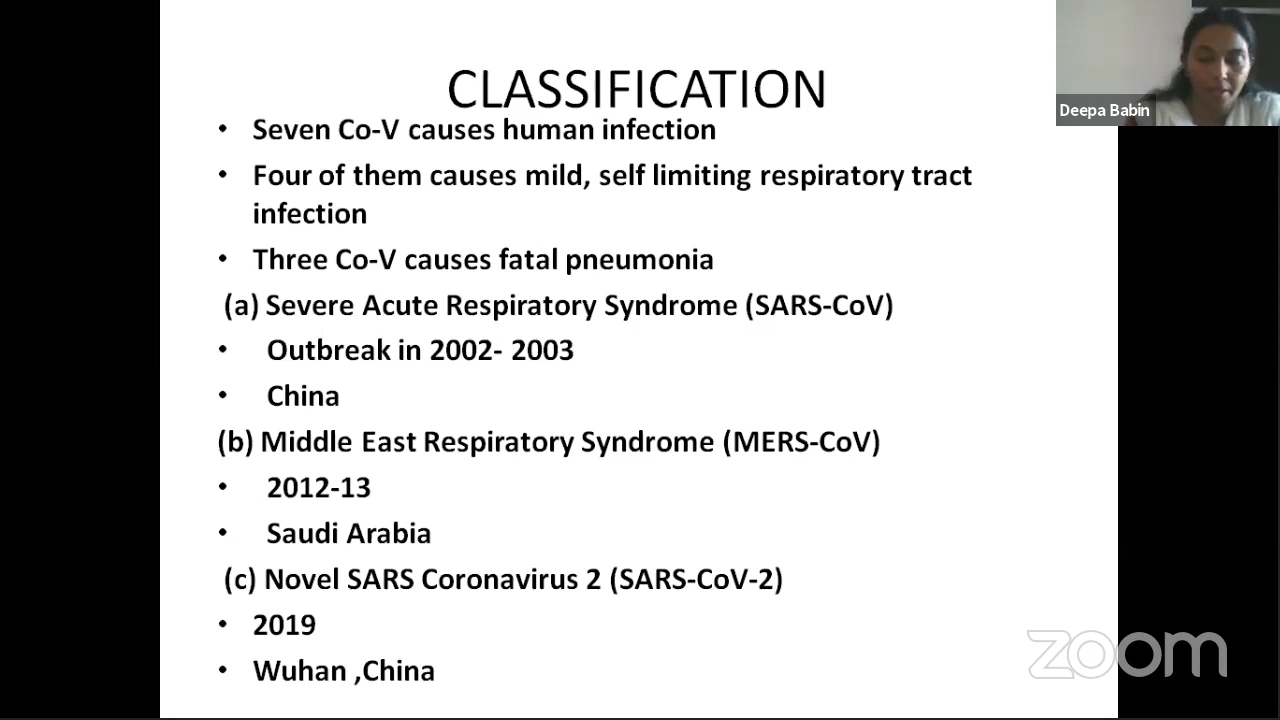 CLASSIFICATION
• Seven Co-V causes human infection
• Four of them causes mild, self limiting respiratory tract
infection
• Three Co-V causes fatal pneumonia
(a) Severe Acute Respiratory Syndrome (SARS-CoV)
• Outbreak in 2002- 2003
• China
(b) Middle East Respiratory Syndrome (MERS-CoV)
• 2012-13
• Saudi Arabia
(c) Novel SARS Coronavirus 2 (SARS-CoV-2)
• 2019
• Wuhan ,China
Deepa Babin
zoom